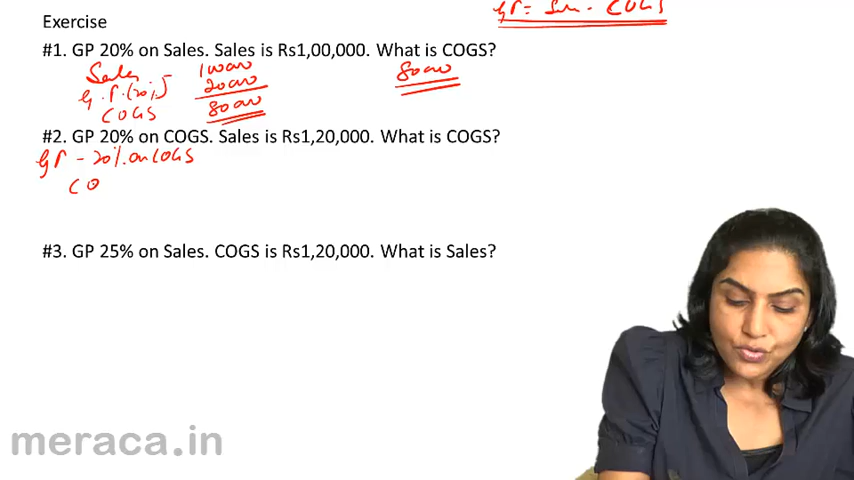 GP = Sales - COGS
Exercise
#1. GP 20% on Sales. Sales is Rs1,00,000. What is COGS?
Sales 100000 80000
G.P.(20%) 20000
COGS 80000
#2. GP 20% on COGS. Sales is Rs1,20,000. What is COGS?
GP - 20% on COGS
CO
#3. GP 25% on Sales. COGS is Rs1,20,000. What is Sales?
meraca.in